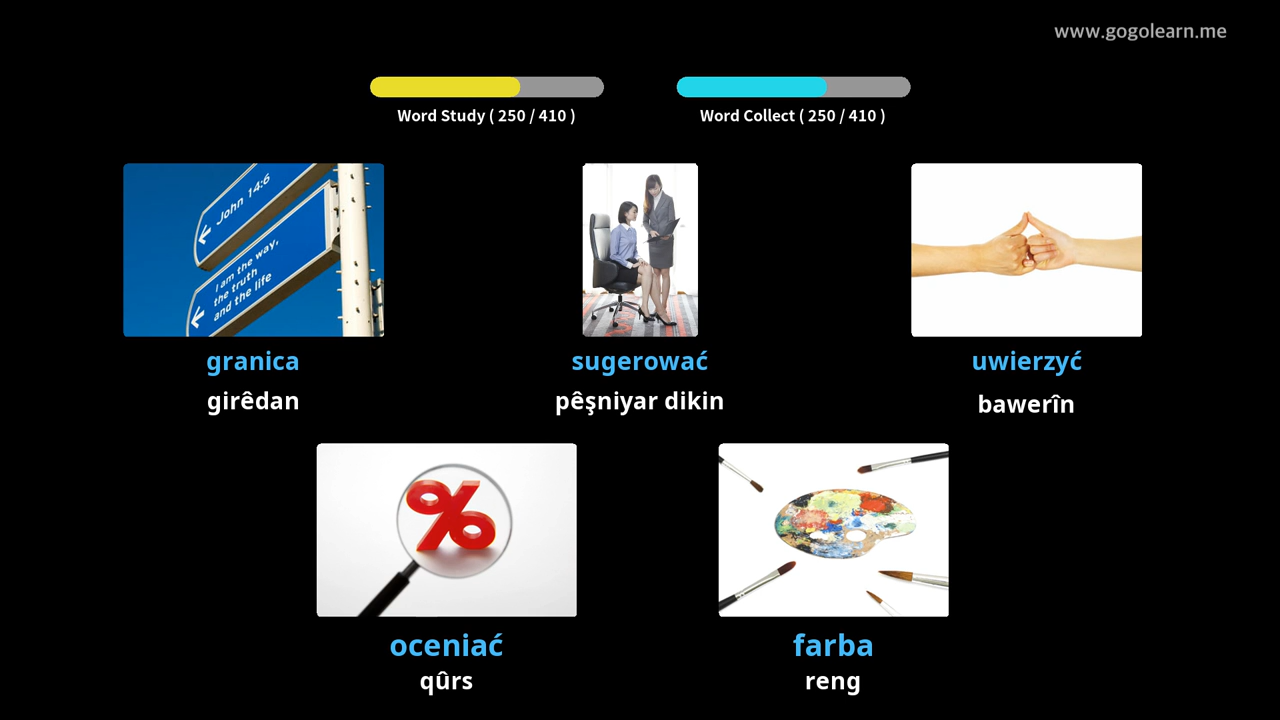 www.gogolearn.me
Word Study ( 250 / 410 )
Word Collect ( 250 / 410 )
John 14:6
I am the way,
the truth
and the life
granica
girêdan
sugerować
pêşniyar dikin
uwierzyć
bawerîn
%
oceniać
qûrs
farba
reng